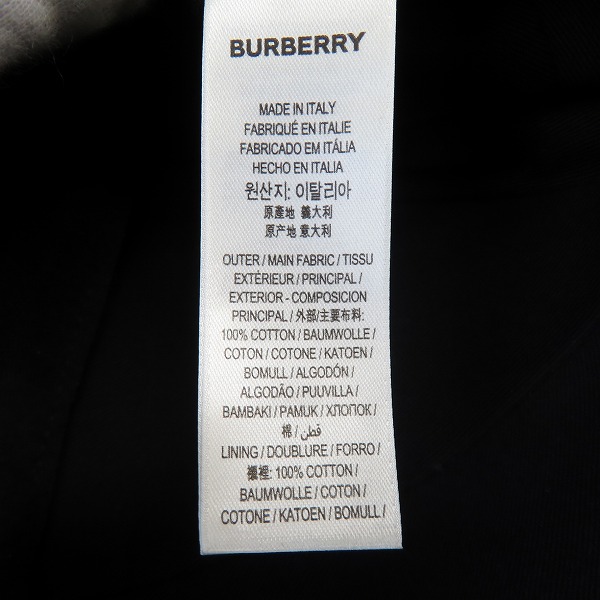 BURBERRY
MADE IN ITALY
FABRIQUÉ EN ITALIE
FABRICADO EM ITÁLIA
HECHO EN ITALIA
원산지: 이탈리아
原產地 義大利
原产地 意大利
OUTER / MAIN FABRIC / TISSU
EXTÉRIEUR / PRINCIPAL /
EXTERIOR - COMPOSICION
PRINCIPAL / 外部/主要布料:
100% COTTON / BAUMWOLLE /
COTON / COTONE / KATOEN /
BOMULL / ALGODÓN /
ALGODÃO / PUUVILLA /
BAMBAKI / PAMUK / ХЛОПОК /
棉 / قطن /
LINING / DOUBLURE / FORRO /
襯裡: 100% COTTON /
BAUMWOLLE / COTON /
COTONE / KATOEN / BOMULL /